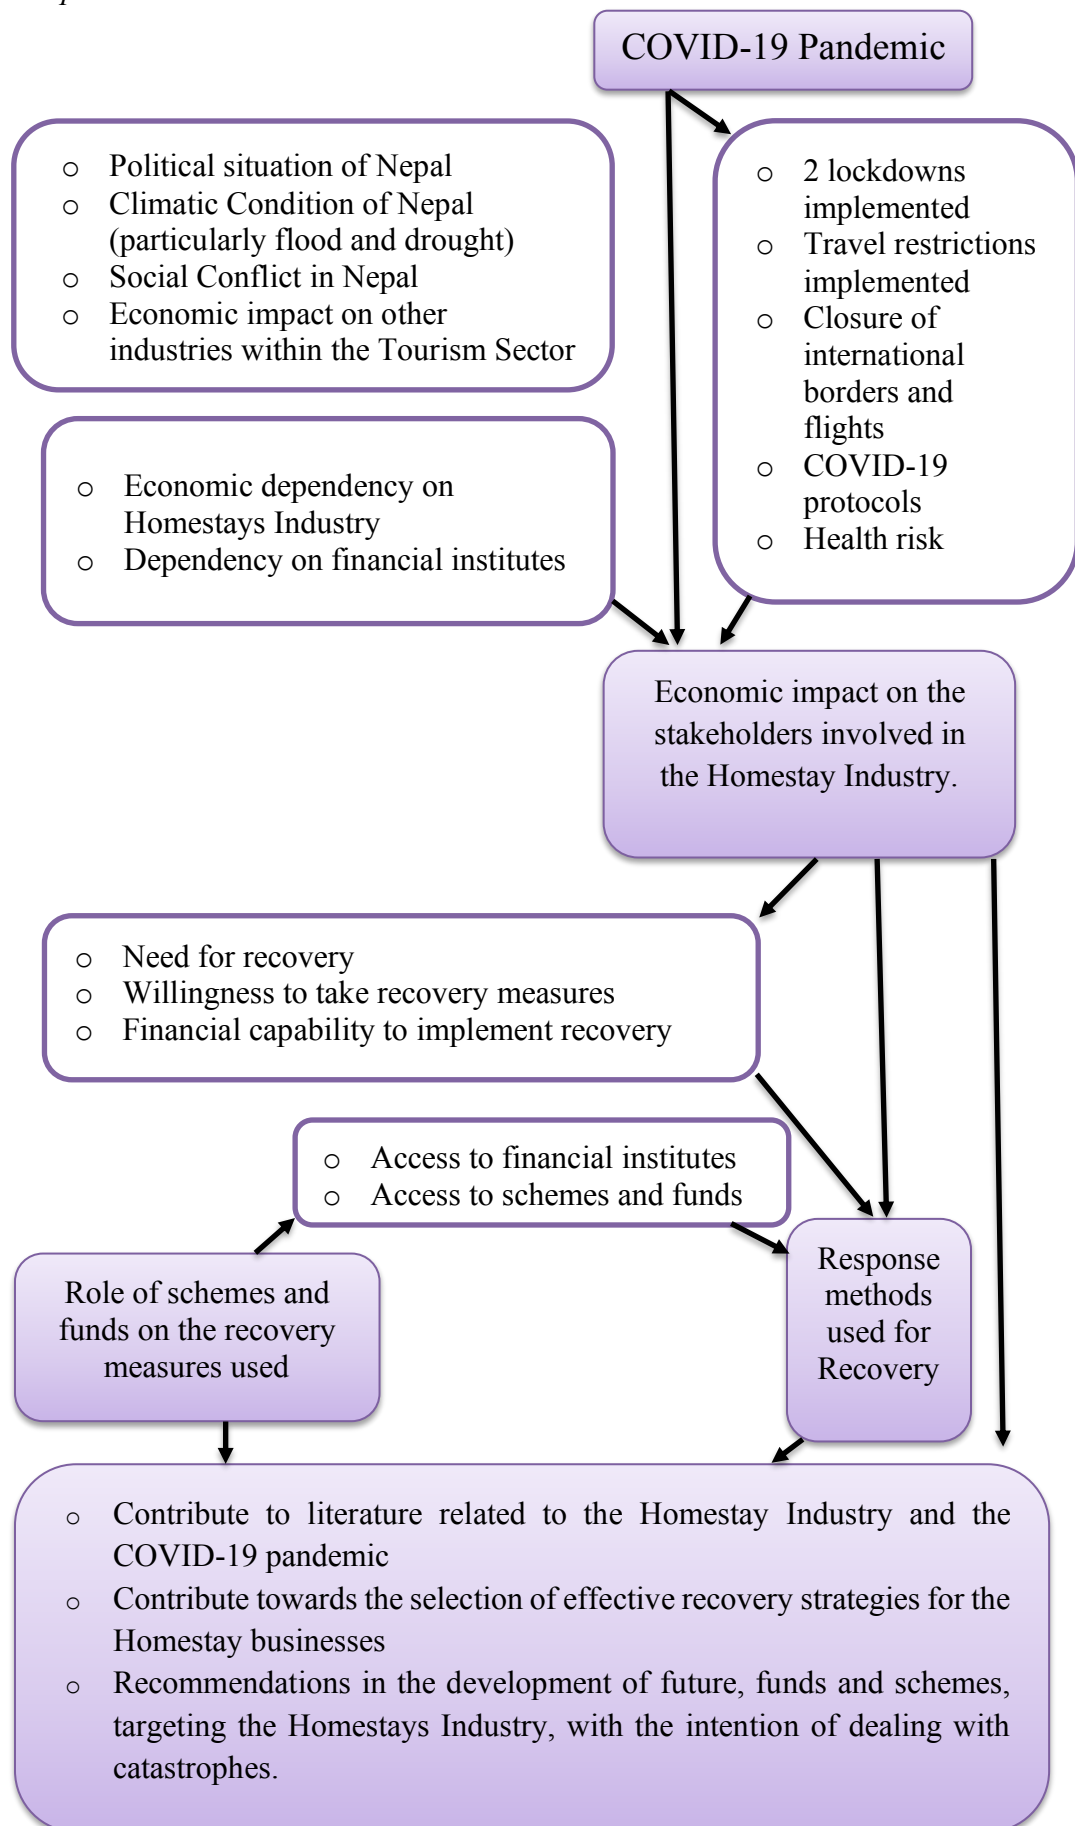 COVID-19 Pandemic
o Political situation of Nepal
o Climatic Condition of Nepal
(particularly flood and drought)
o Social Conflict in Nepal
o Economic impact on other
industries within the Tourism Sector
o 2 lockdowns
implemented
o Travel restrictions
implemented
o Closure of
international
borders and
flights
o COVID-19
protocols
o Health risk
o Economic dependency on
Homestays Industry
o Dependency on financial institutes
Economic impact on the
stakeholders involved in
the Homestay Industry.
o Need for recovery
o Willingness to take recovery measures
o Financial capability to implement recovery
o Access to financial institutes
o Access to schemes and funds
Role of schemes and
funds on the recovery
measures used
Response
methods
used for
Recovery
o Contribute to literature related to the Homestay Industry and the
COVID-19 pandemic
o Contribute towards the selection of effective recovery strategies for the
Homestay businesses
o Recommendations in the development of future, funds and schemes,
targeting the Homestays Industry, with the intention of dealing with
catastrophes.